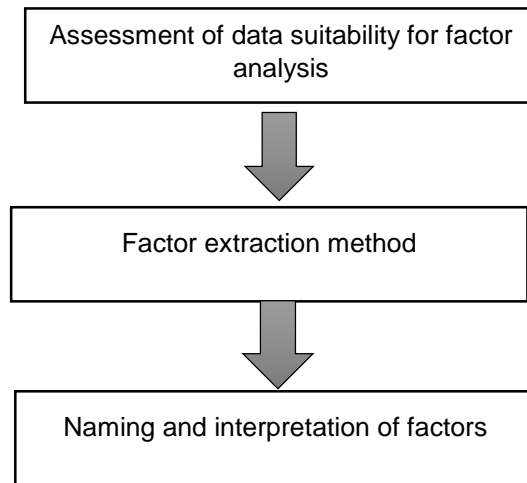 Assessment of data suitability for factor
analysis
Factor extraction method
Naming and interpretation of factors